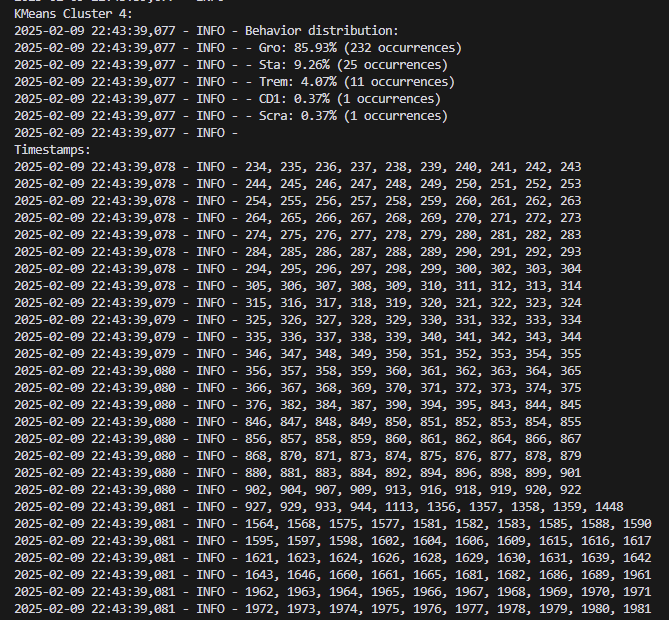 KMeans Cluster 4:
2025-02-09 22:43:39,077 - INFO - Behavior distribution:
2025-02-09 22:43:39,077 - INFO - - Gro: 85.93% (232 occurrences)
2025-02-09 22:43:39,077 - INFO - - Sta: 9.26% (25 occurrences)
2025-02-09 22:43:39,077 - INFO - - Trem: 4.07% (11 occurrences)
2025-02-09 22:43:39,077 - INFO - - CD1: 0.37% (1 occurrences)
2025-02-09 22:43:39,077 - INFO - - Scra: 0.37% (1 occurrences)
2025-02-09 22:43:39,077 - INFO -
Timestamps:
2025-02-09 22:43:39,078 - INFO - 234, 235, 236, 237, 238, 239, 240, 241, 242, 243
2025-02-09 22:43:39,078 - INFO - 244, 245, 246, 247, 248, 249, 250, 251, 252, 253
2025-02-09 22:43:39,078 - INFO - 254, 255, 256, 257, 258, 259, 260, 261, 262, 263
2025-02-09 22:43:39,078 - INFO - 264, 265, 266, 267, 268, 269, 270, 271, 272, 273
2025-02-09 22:43:39,078 - INFO - 274, 275, 276, 277, 278, 279, 280, 281, 282, 283
2025-02-09 22:43:39,078 - INFO - 284, 285, 286, 287, 288, 289, 290, 291, 292, 293
2025-02-09 22:43:39,078 - INFO - 294, 295, 296, 297, 298, 299, 300, 302, 303, 304
2025-02-09 22:43:39,078 - INFO - 305, 306, 307, 308, 309, 310, 311, 312, 313, 314
2025-02-09 22:43:39,079 - INFO - 315, 316, 317, 318, 319, 320, 321, 322, 323, 324
2025-02-09 22:43:39,079 - INFO - 325, 326, 327, 328, 329, 330, 331, 332, 333, 334
2025-02-09 22:43:39,079 - INFO - 335, 336, 337, 338, 339, 340, 341, 342, 343, 344
2025-02-09 22:43:39,079 - INFO - 346, 347, 348, 349, 350, 351, 352, 353, 354, 355
2025-02-09 22:43:39,080 - INFO - 356, 357, 358, 359, 360, 361, 362, 363, 364, 365
2025-02-09 22:43:39,080 - INFO - 366, 367, 368, 369, 370, 371, 372, 373, 374, 375
2025-02-09 22:43:39,080 - INFO - 376, 382, 384, 387, 390, 394, 395, 843, 844, 845
2025-02-09 22:43:39,080 - INFO - 846, 847, 848, 849, 850, 851, 852, 853, 854, 855
2025-02-09 22:43:39,080 - INFO - 856, 857, 858, 859, 860, 861, 862, 864, 866, 867
2025-02-09 22:43:39,080 - INFO - 868, 870, 871, 873, 874, 875, 876, 877, 878, 879
2025-02-09 22:43:39,080 - INFO - 880, 881, 883, 884, 892, 894, 896, 898, 899, 901
2025-02-09 22:43:39,080 - INFO - 902, 904, 907, 909, 913, 916, 918, 919, 920, 922
2025-02-09 22:43:39,081 - INFO - 927, 929, 933, 944, 1113, 1356, 1357, 1358, 1359, 1448
2025-02-09 22:43:39,081 - INFO - 1564, 1568, 1575, 1577, 1581, 1582, 1583, 1585, 1588, 1590
2025-02-09 22:43:39,081 - INFO - 1595, 1597, 1598, 1602, 1604, 1606, 1609, 1615, 1616, 1617
2025-02-09 22:43:39,081 - INFO - 1621, 1623, 1624, 1626, 1628, 1629, 1630, 1631, 1639, 1642
2025-02-09 22:43:39,081 - INFO - 1643, 1646, 1660, 1661, 1665, 1681, 1682, 1686, 1689, 1961
2025-02-09 22:43:39,081 - INFO - 1962, 1963, 1964, 1965, 1966, 1967, 1968, 1969, 1970, 1971
2025-02-09 22:43:39,081 - INFO - 1972, 1973, 1974, 1975, 1976, 1977, 1978, 1979, 1980, 1981